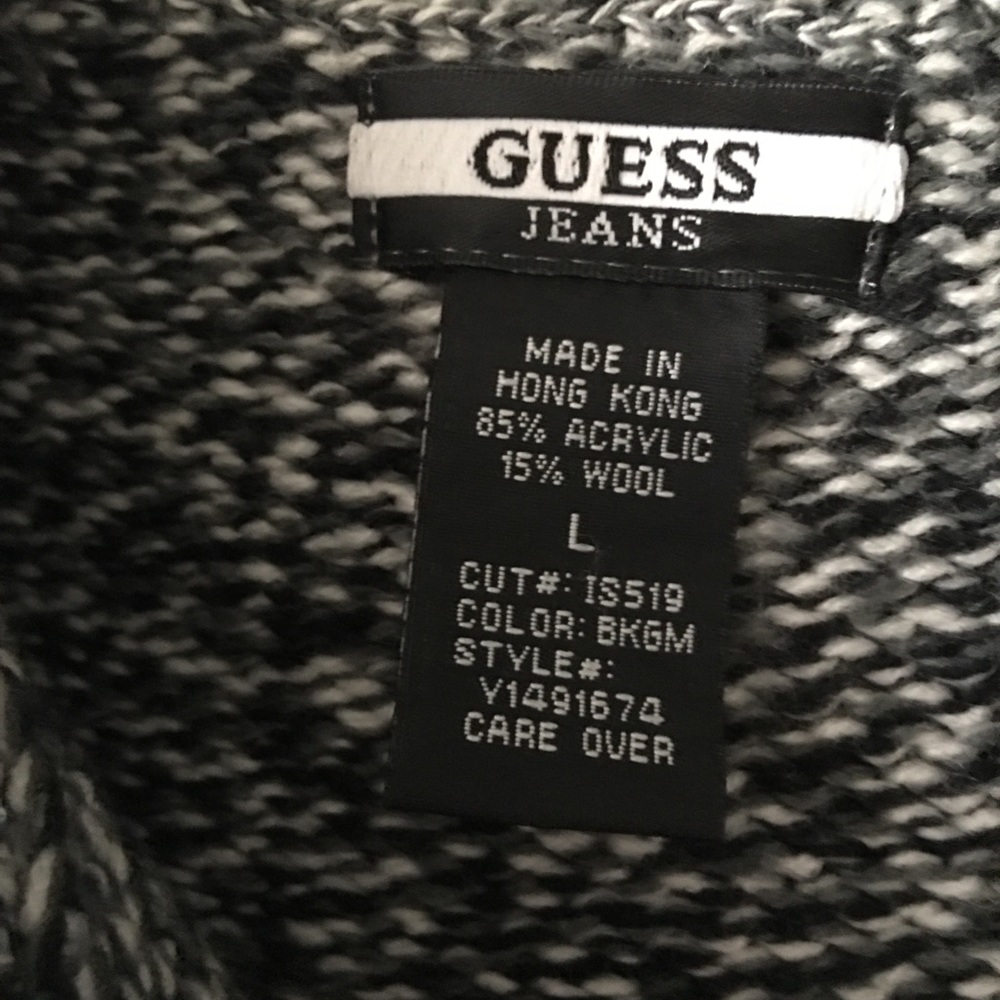 GUESS
JEANS
MADE IN
HONG KONG
85% ACRYLIC
15% WOOL
L
CUT#: IS519
COLOR: BKGM
STYLE#:
Y1491674
CARE OVER